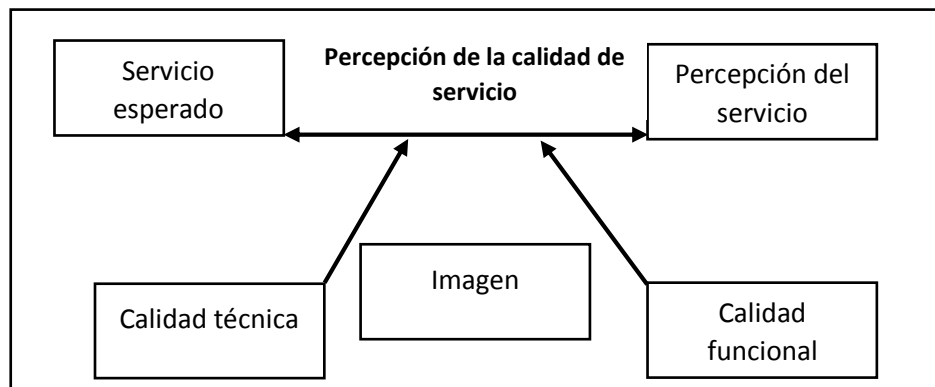 Servicio
esperado
Percepción de la calidad de
servicio
Percepción del
servicio
Calidad técnica
Imagen
Calidad
funcional